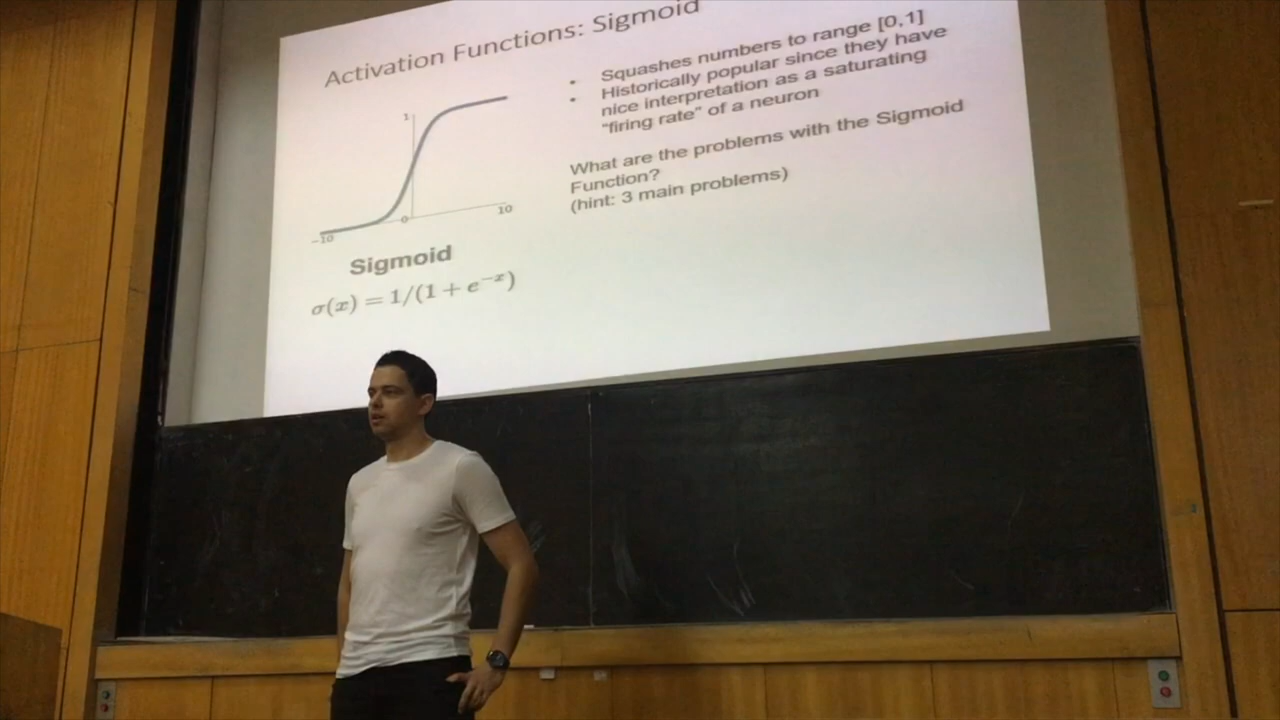 Activation Functions: Sigmoid
• Squashes numbers to range [0,1]
• Historically popular since they have
nice interpretation as a saturating
"firing rate" of a neuron
What are the problems with the Sigmoid
Function?
(hint: 3 main problems)
1
0
10
−10
Sigmoid
σ(x) = 1/(1 + e⁻ˣ)